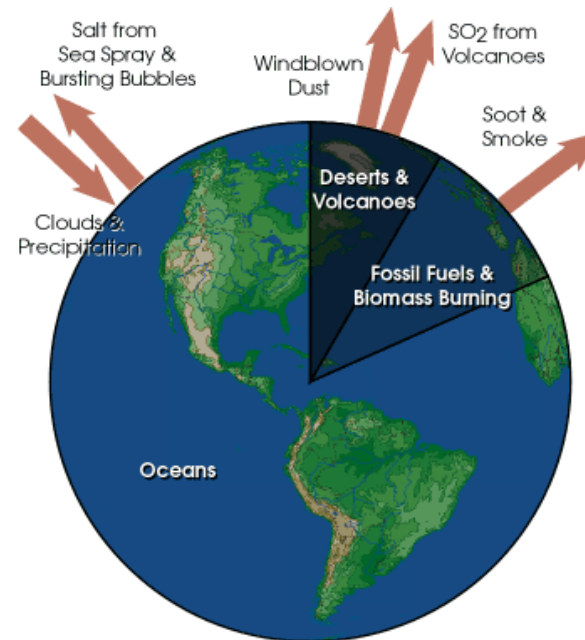 Salt from
Sea Spray &
Bursting Bubbles
Windblown
Dust
SO2 from
Volcanoes
Soot &
Smoke
Clouds &
Precipitation
Deserts &
Volcanoes
Fossil Fuels &
Biomass Burning
Oceans